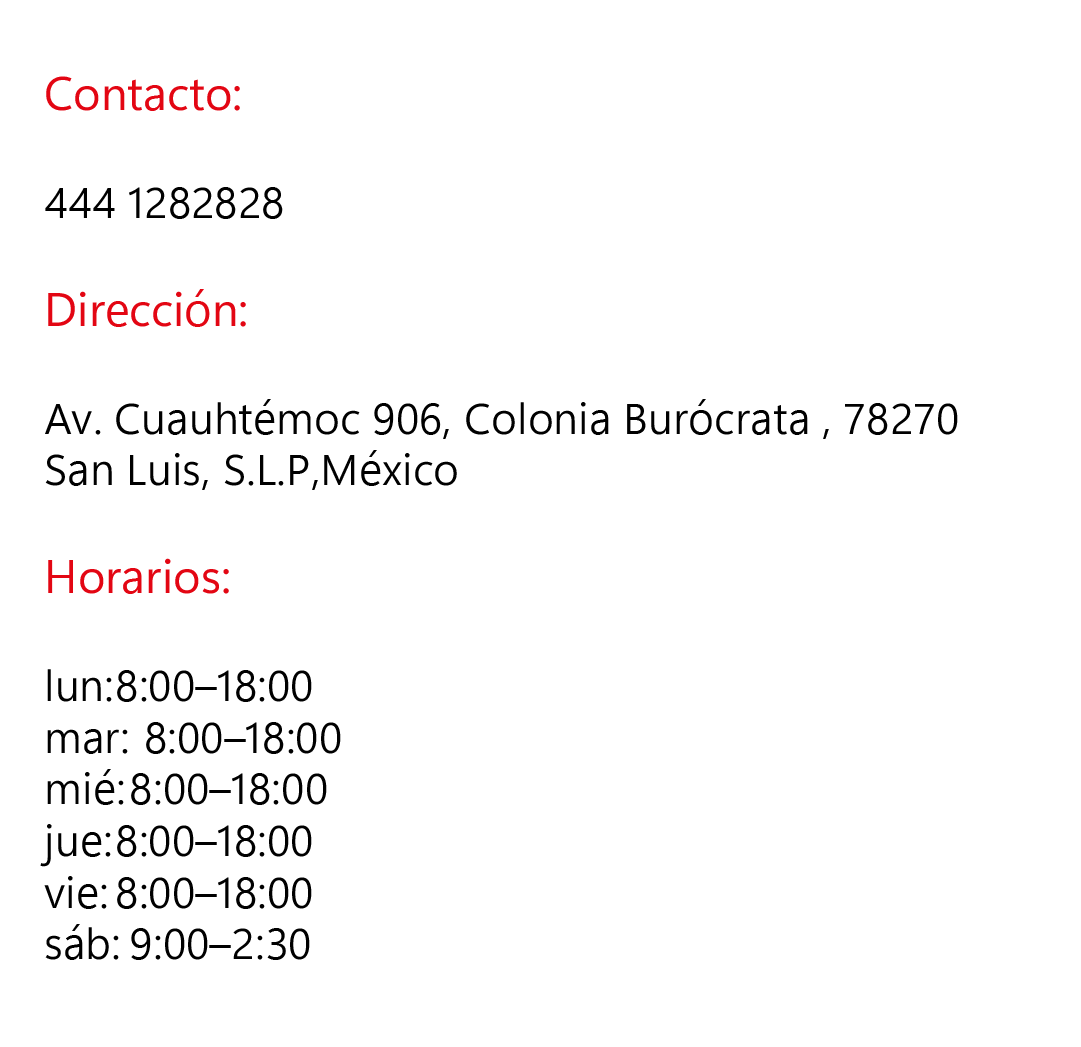 Contacto:
444 1282828
Dirección:
Av. Cuauhtémoc 906, Colonia Burócrata , 78270
San Luis, S.L.P,México
Horarios:
lun:8:00–18:00
mar: 8:00–18:00
mié:8:00–18:00
jue:8:00–18:00
vie: 8:00–18:00
sáb: 9:00–2:30